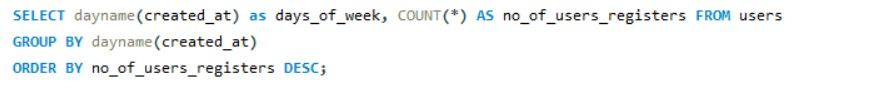 SELECT dayname(created_at) as days_of_week, COUNT(*) AS no_of_users_registers FROM users
GROUP BY dayname(created_at)
ORDER BY no_of_users_registers DESC;